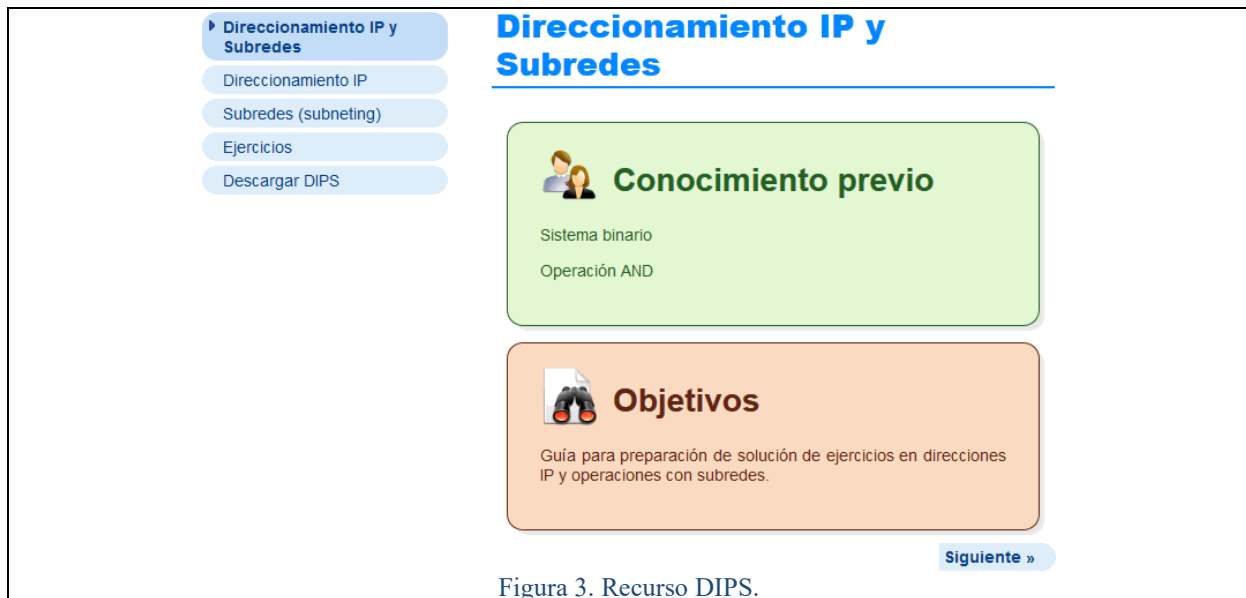 Direccionamiento IP y
Subredes
Direccionamiento IP
Subredes (subneting)
Ejercicios
Descargar DIPS
Direccionamiento IP y
Subredes
Conocimiento previo
Sistema binario
Operación AND
Objetivos
Guía para preparación de solución de ejercicios en direcciones
IP y operaciones con subredes.
Siguiente »
Figura 3. Recurso DIPS.